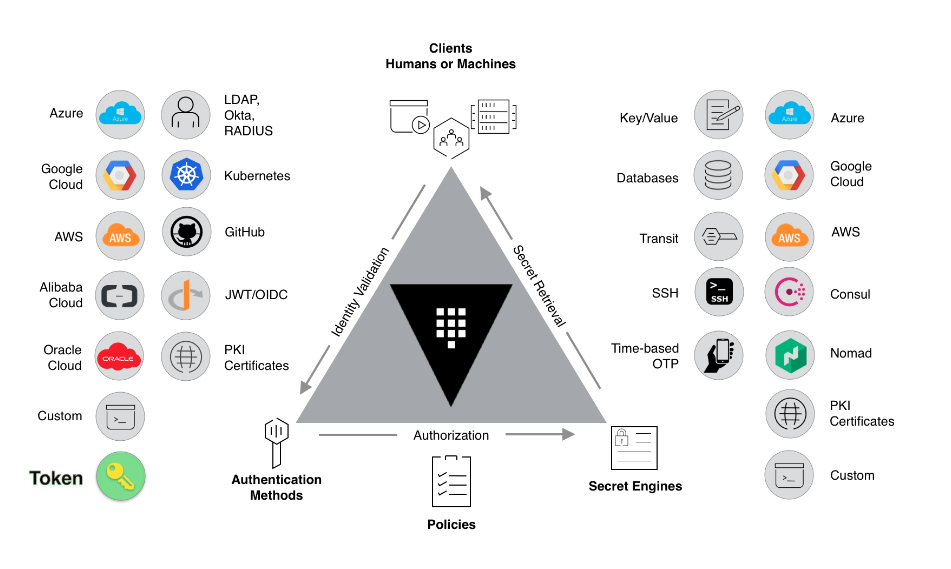 Clients
Humans or Machines
Azure
Azure
LDAP,
Okta,
RADIUS
Google
Cloud
Kubernetes
AWS
AWS
GitHub
Alibaba
Cloud
JWT/OIDC
Oracle
Cloud
ORACLE
PKI
Certificates
Custom
>_
Token
Identity Validation
Secret Retrieval
Authorization
Authentication
Methods
Policies
Secret Engines
Key/Value
Azure
Azure
Databases
Google
Cloud
Transit
AWS
AWS
SSH
>_
SSH
Consul
Time-based
OTP
Nomad
PKI
Certificates
>_
Custom